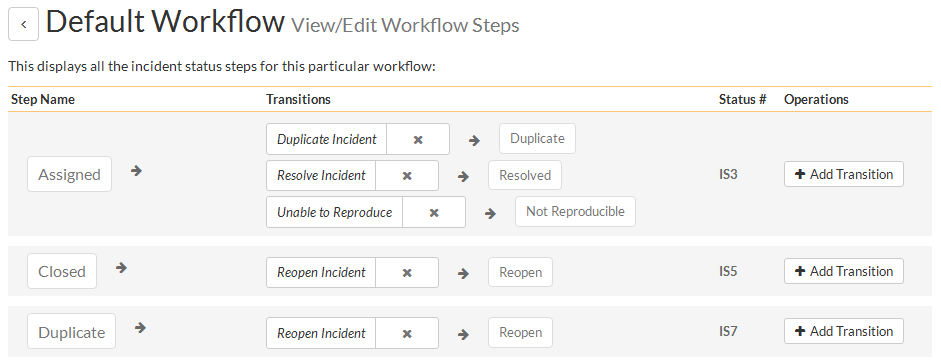 Default Workflow View/Edit Workflow Steps
This displays all the incident status steps for this particular workflow:
Step Name Transitions Status # Operations
Duplicate Incident Duplicate
Assigned Resolve Incident Resolved IS3 Add Transition
Unable to Reproduce Not Reproducible
Closed Reopen Incident Reopen IS5 Add Transition
Duplicate Reopen Incident Reopen IS7 Add Transition